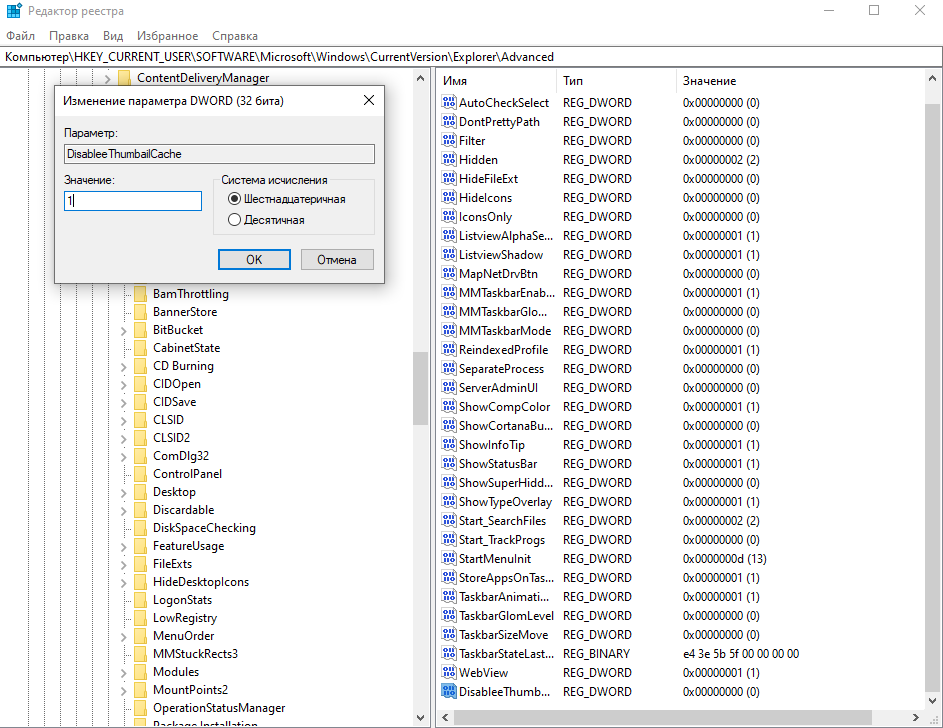 Редактор реестра
Файл Правка Вид Избранное Справка
Компьютер\HKEY_CURRENT_USER\SOFTWARE\Microsoft\Windows\CurrentVersion\Explorer\Advanced
ContentDeliveryManager
Изменение параметра DWORD (32 бита)
Параметр:
DisableeThumbailCache
Значение:
1
Система исчисления
Шестнадцатеричная
Десятичная
OK
Отмена
BamThrottling
BannerStore
BitBucket
CabinetState
CD Burning
CIDOpen
CIDSave
CLSID
CLSID2
ComDlg32
ControlPanel
Desktop
Discardable
DiskSpaceChecking
FeatureUsage
FileExts
HideDesktopIcons
LogonStats
LowRegistry
MenuOrder
MMStuckRects3
Modules
MountPoints2
OperationStatusManager
Package Installation
Имя Тип Значение
AutoCheckSelect REG_DWORD 0x00000000 (0)
DontPrettyPath REG_DWORD 0x00000000 (0)
Filter REG_DWORD 0x00000000 (0)
Hidden REG_DWORD 0x00000002 (2)
HideFileExt REG_DWORD 0x00000000 (0)
HideIcons REG_DWORD 0x00000000 (0)
IconsOnly REG_DWORD 0x00000000 (0)
ListviewAlphaSe... REG_DWORD 0x00000001 (1)
ListviewShadow REG_DWORD 0x00000001 (1)
MapNetDrvBtn REG_DWORD 0x00000000 (0)
MMTaskbarEnab... REG_DWORD 0x00000001 (1)
MMTaskbarGlo... REG_DWORD 0x00000000 (0)
MMTaskbarMode REG_DWORD 0x00000000 (0)
ReindexedProfile REG_DWORD 0x00000001 (1)
SeparateProcess REG_DWORD 0x00000000 (0)
ServerAdminUI REG_DWORD 0x00000000 (0)
ShowCompColor REG_DWORD 0x00000001 (1)
ShowCortanaBu... REG_DWORD 0x00000000 (0)
ShowInfoTip REG_DWORD 0x00000001 (1)
ShowStatusBar REG_DWORD 0x00000001 (1)
ShowSuperHidd... REG_DWORD 0x00000000 (0)
ShowTypeOverlay REG_DWORD 0x00000001 (1)
Start_SearchFiles REG_DWORD 0x00000002 (2)
Start_TrackProgs REG_DWORD 0x00000000 (0)
StartMenuInit REG_DWORD 0x0000000d (13)
StoreAppsOnTas... REG_DWORD 0x00000001 (1)
TaskbarAnimati... REG_DWORD 0x00000001 (1)
TaskbarGlomLevel REG_DWORD 0x00000000 (0)
TaskbarSizeMove REG_DWORD 0x00000000 (0)
TaskbarStateLast... REG_BINARY e4 3e 5b 5f 00 00 00 00
WebView REG_DWORD 0x00000001 (1)
DisableeThumb... REG_DWORD 0x00000000 (0)